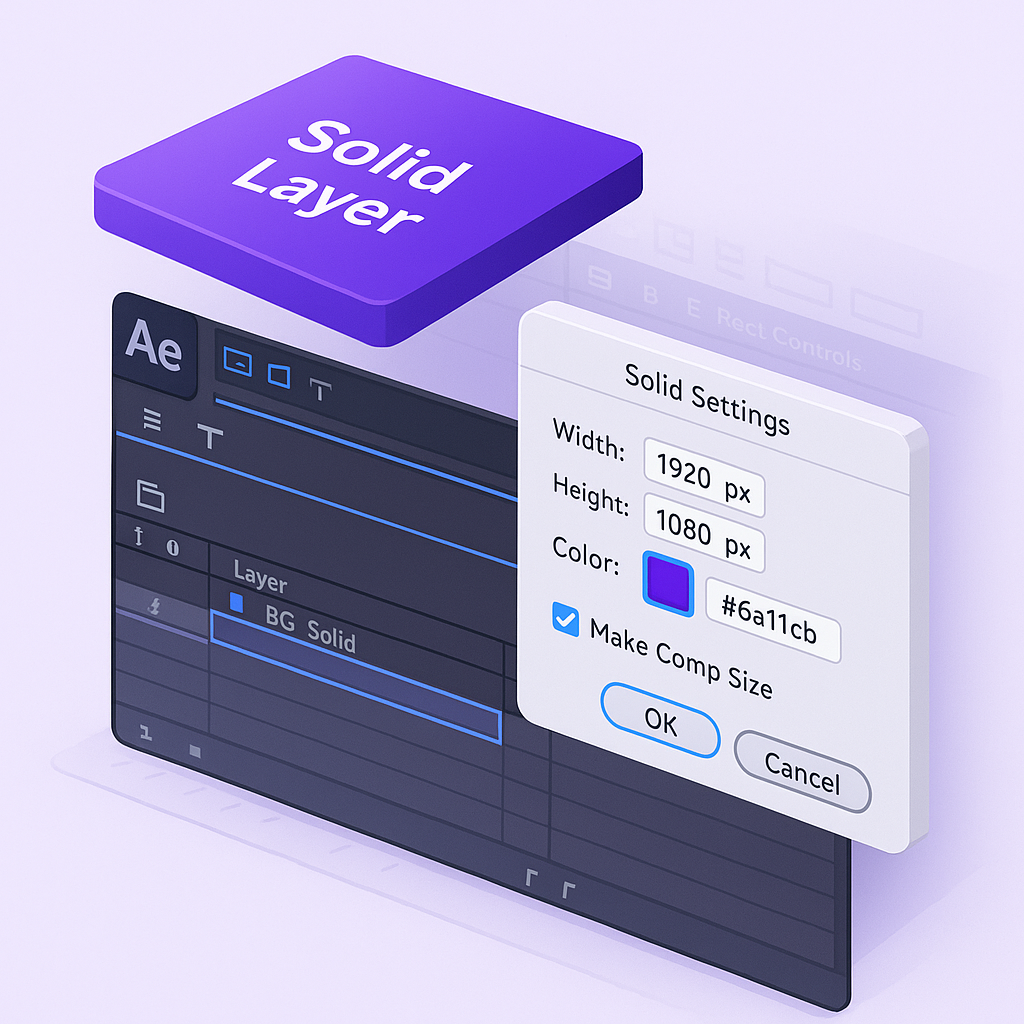 Solid
Layer
Ae
B E Rect Controls.
Solid Settings
Width: 1920 px
Height: 1080 px
Color: #6a11cb
Make Comp Size
OK
Cancel
Layer
BG Solid